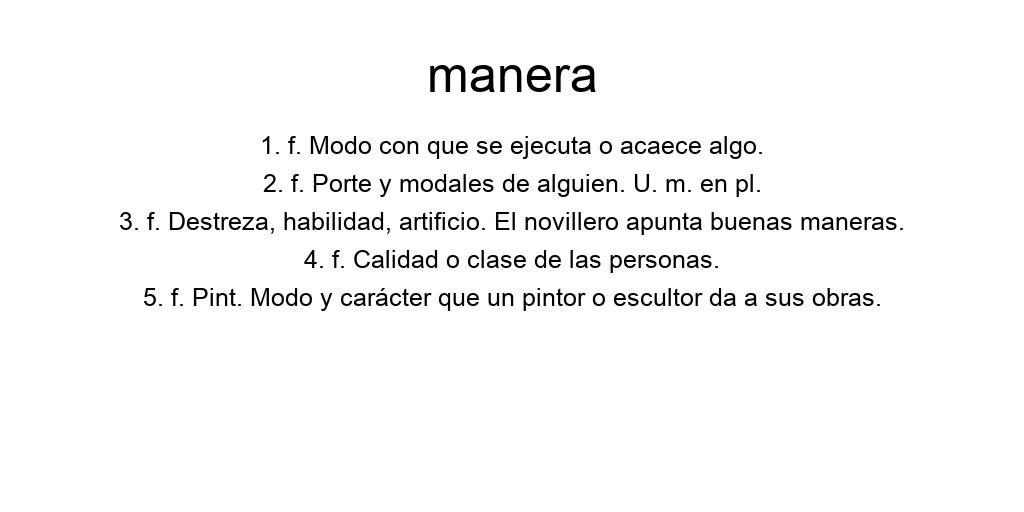 manera
1. f. Modo con que se ejecuta o acaece algo.
2. f. Porte y modales de alguien. U. m. en pl.
3. f. Destreza, habilidad, artificio. El novillero apunta buenas maneras.
4. f. Calidad o clase de las personas.
5. f. Pint. Modo y carácter que un pintor o escultor da a sus obras.